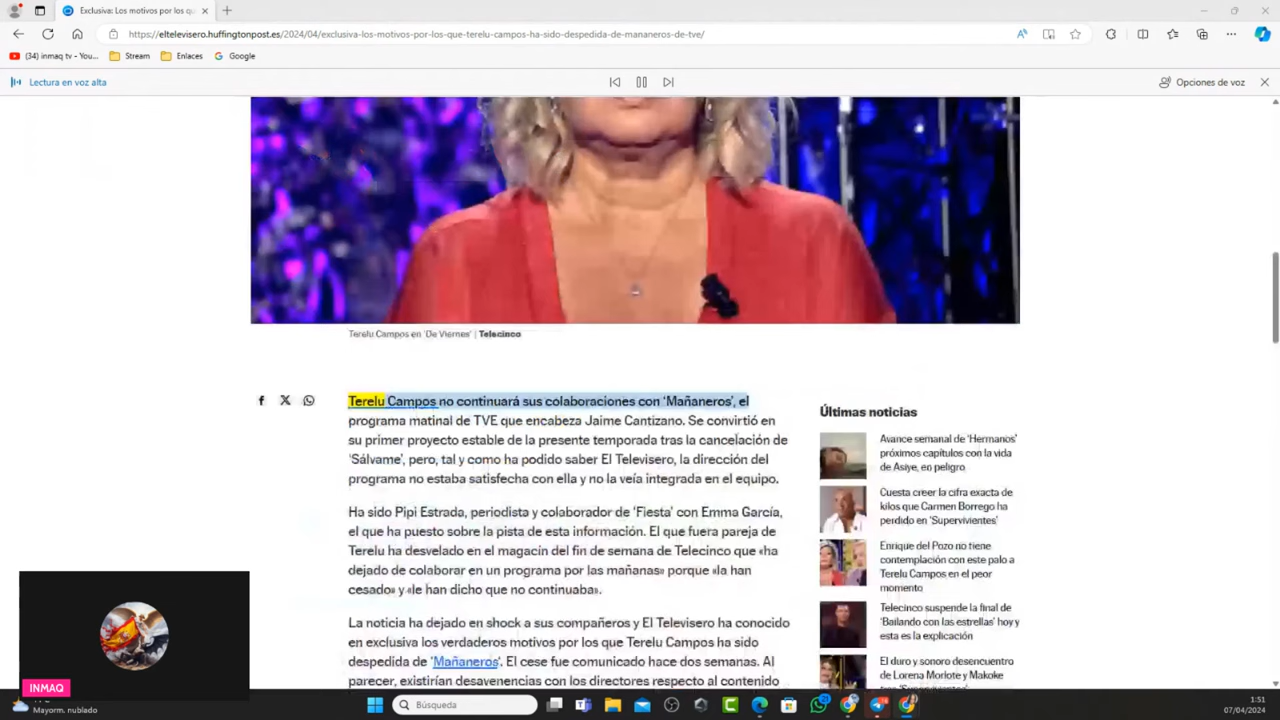 Exclusiva: Los motivos por los qu
https://eltelevisero.huffingtonpost.es/2024/04/exclusiva-los-motivos-por-los-que-terelu-campos-ha-sido-despedida-de-mananeros-de-tve/
(34) inmaq tv - You...
Stream
Enlaces
Google
Lectura en voz alta
Opciones de voz
Terelu Campos en 'De Viernes' | Telecinco
Terelu Campos no continuará sus colaboraciones con 'Mañaneros', el
programa matinal de TVE que encabeza Jaime Cantizano. Se convirtió en
su primer proyecto estable de la presente temporada tras la cancelación de
'Sálvame', pero, tal y como ha podido saber El Televisero, la dirección del
programa no estaba satisfecha con ella y no la veía integrada en el equipo.
Ha sido Pipi Estrada, periodista y colaborador de 'Fiesta' con Emma García,
el que ha puesto sobre la pista de esta información. El que fuera pareja de
Terelu ha desvelado en el magacín del fin de semana de Telecinco que «ha
dejado de colaborar en un programa por las mañanas» porque «la han
cesado» y «le han dicho que no continuaba».
La noticia ha dejado en shock a sus compañeros y El Televisero ha conocido
en exclusiva los verdaderos motivos por los que Terelu Campos ha sido
despedida de 'Mañaneros'. El cese fue comunicado hace dos semanas. Al
parecer, existirían desavenencias con los directores respecto al contenido
Últimas noticias
Avance semanal de 'Hermanos'
próximos capítulos con la vida
de Asiye, en peligro
Cuesta creer la cifra exacta de
kilos que Carmen Borrego ha
perdido en 'Supervivientes'
Enrique del Pozo no tiene
contemplación con este palo a
Terelu Campos en el peor
momento
Telecinco suspende la final de
'Bailando con las estrellas' hoy y
esta es la explicación
El duro y sonoro desencuentro
de Lorena Morlote y Makoke
INMAQ
Mayorm. nublado
Búsqueda
1:51
07/04/2024